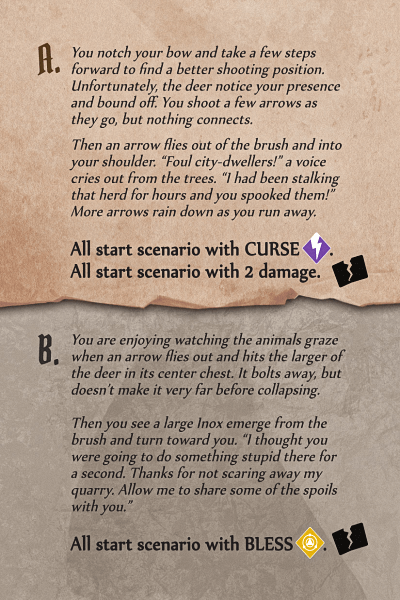 A. You notch your bow and take a few steps
forward to find a better shooting position.
Unfortunately, the deer notice your presence
and bound off. You shoot a few arrows as
they go, but nothing connects.
Then an arrow flies out of the brush and into
your shoulder. “Foul city-dwellers!” a voice
cries out from the trees. “I had been stalking
that herd for hours and you spooked them!”
More arrows rain down as you run away.
All start scenario with CURSE.
All start scenario with 2 damage.
B. You are enjoying watching the animals graze
when an arrow flies out and hits the larger of
the deer in its center chest. It bolts away, but
doesn’t make it very far before collapsing.
Then you see a large Inox emerge from the
brush and turn toward you. “I thought you
were going to do something stupid there for
a second. Thanks for not scaring away my
quarry. Allow me to share some of the spoils
with you.”
All start scenario with BLESS.